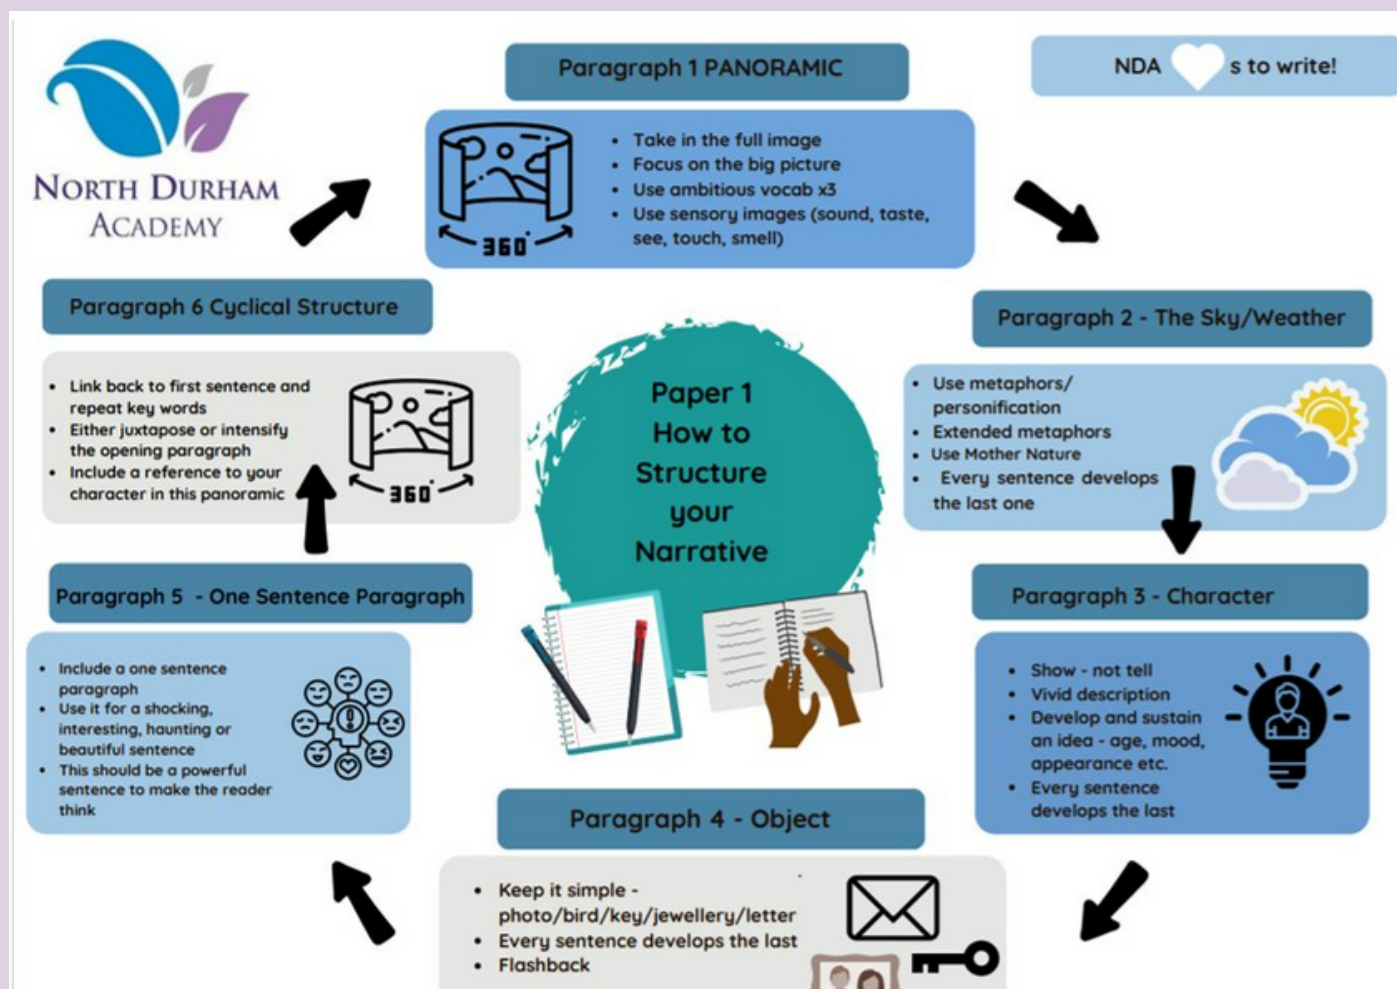 NORTH DURHAM
ACADEMY
NDA s to write!
Paragraph 1 PANORAMIC
• Take in the full image
• Focus on the big picture
• Use ambitious vocab x3
• Use sensory images (sound, taste,
see, touch, smell)
360°
Paragraph 2 - The Sky/Weather
• Use metaphors/
personification
• Extended metaphors
• Use Mother Nature
• Every sentence develops
the last one
Paragraph 3 - Character
• Show - not tell
• Vivid description
• Develop and sustain
an idea - age, mood,
appearance etc.
• Every sentence
develops the last
Paragraph 4 - Object
• Keep it simple -
photo/bird/key/jewellery/letter
• Every sentence develops the last
• Flashback
Paragraph 5 - One Sentence Paragraph
• Include a one sentence
paragraph
• Use it for a shocking,
interesting, haunting or
beautiful sentence
• This should be a powerful
sentence to make the reader
think
Paragraph 6 Cyclical Structure
• Link back to first sentence and
repeat key words
• Either juxtapose or intensify
the opening paragraph
• Include a reference to your
character in this panoramic
360°
Paper 1
How to
Structure
your
Narrative